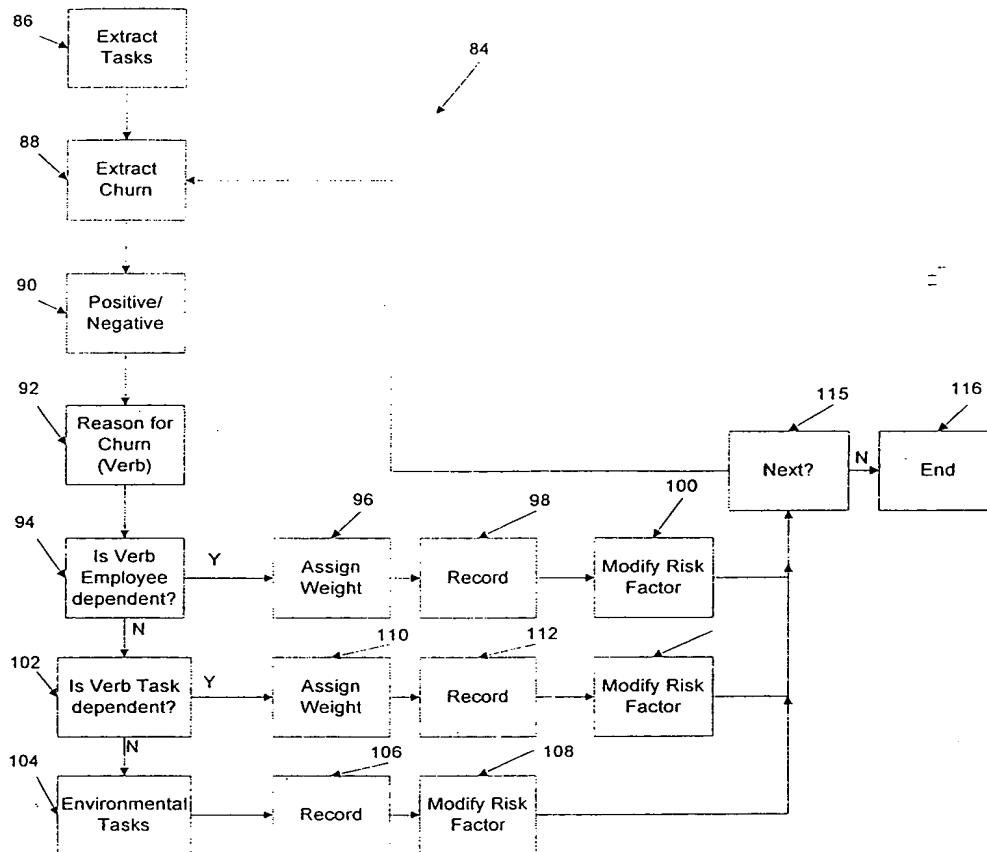 86
Extract
Tasks
84
88
Extract
Churn
90
Positive/
Negative
92
Reason for
Churn
(Verb)
115
116
Next?
N
End
94
Is Verb
Employee
dependent?
Y
96
Assign
Weight
98
Record
100
Modify Risk
Factor
N
102
Is Verb Task
dependent?
Y
110
Assign
Weight
112
Record
Modify Risk
Factor
N
104
Environmental
Tasks
106
Record
108
Modify Risk
Factor